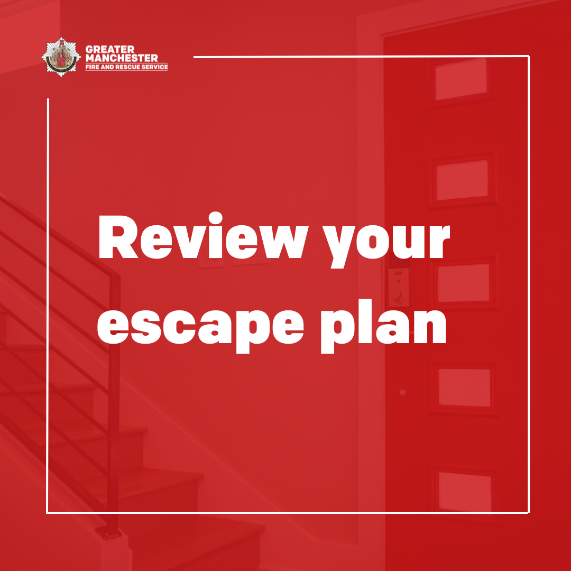 GREATER
MANCHESTER
FIRE AND RESCUE SERVICE
Review your
escape plan